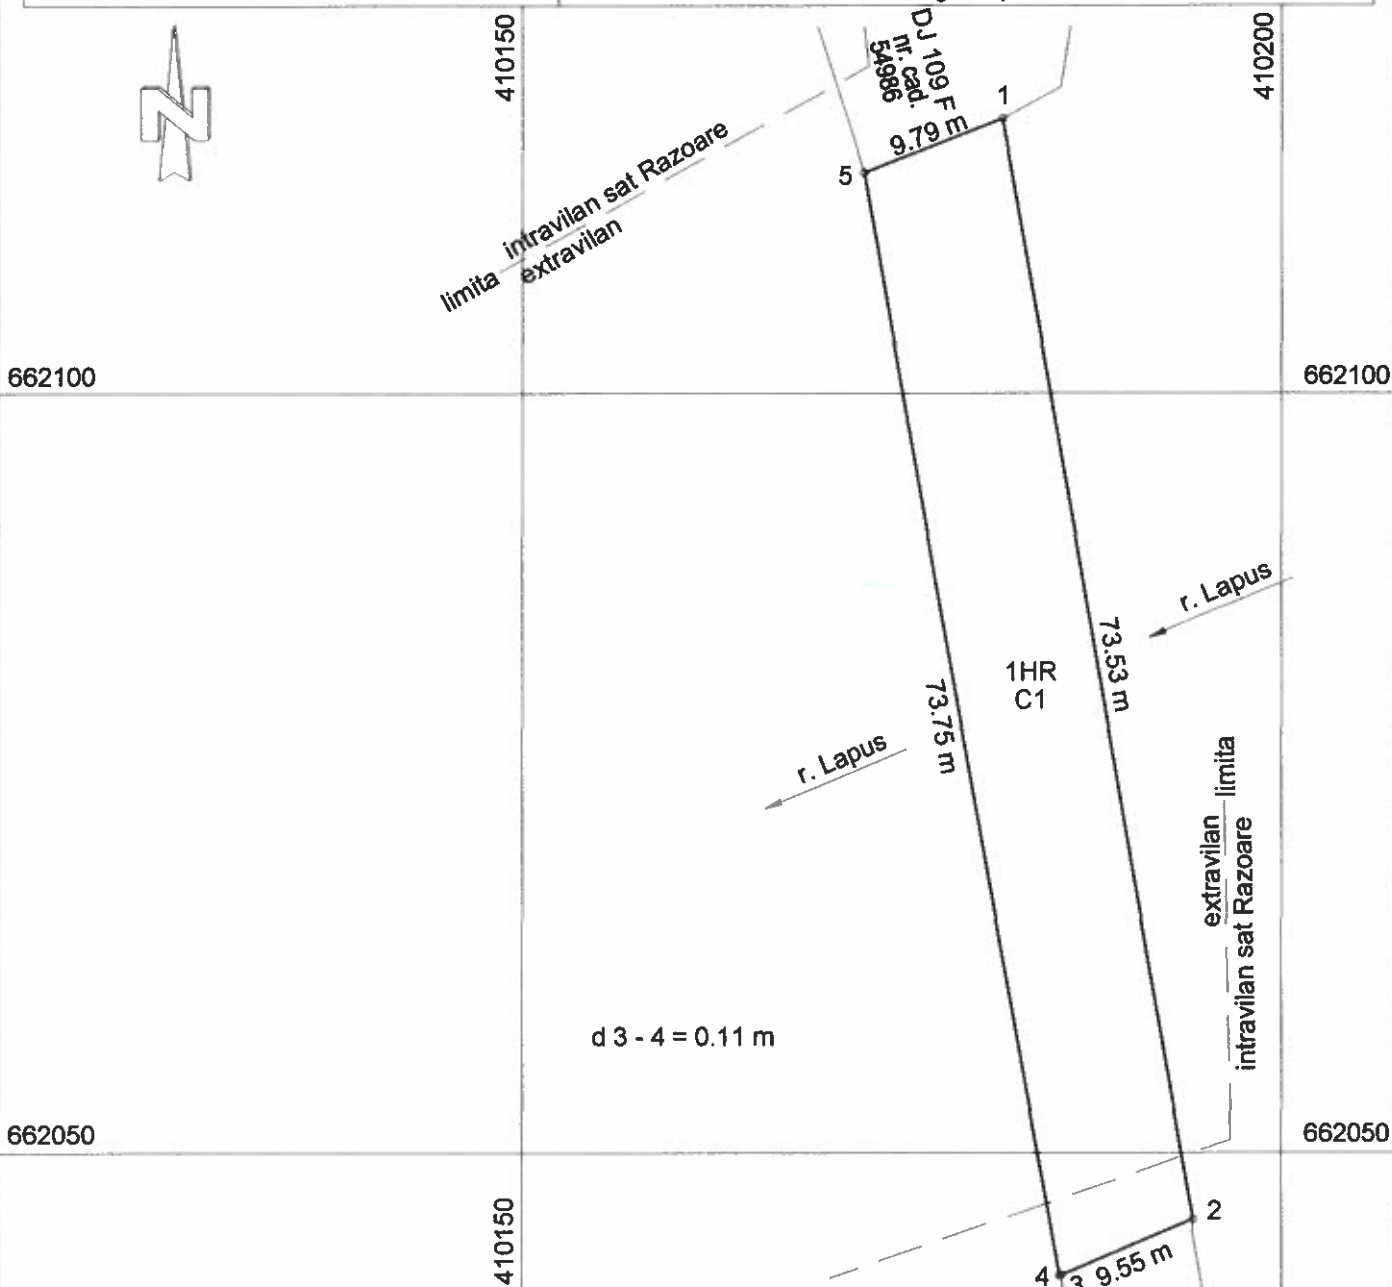 410150
410200
DJ 109 F
nr. cad.
54986
1
9.79 m
5
intravilan sat Razoare
limita
extravilan
662100
662100
r. Lapus
73.53 m
1HR
C1
73.75 m
r. Lapus
limita
extravilan
intravilan sat Razoare
d 3 - 4 = 0.11 m
662050
662050
410150
2
9.55 m
4
3
N